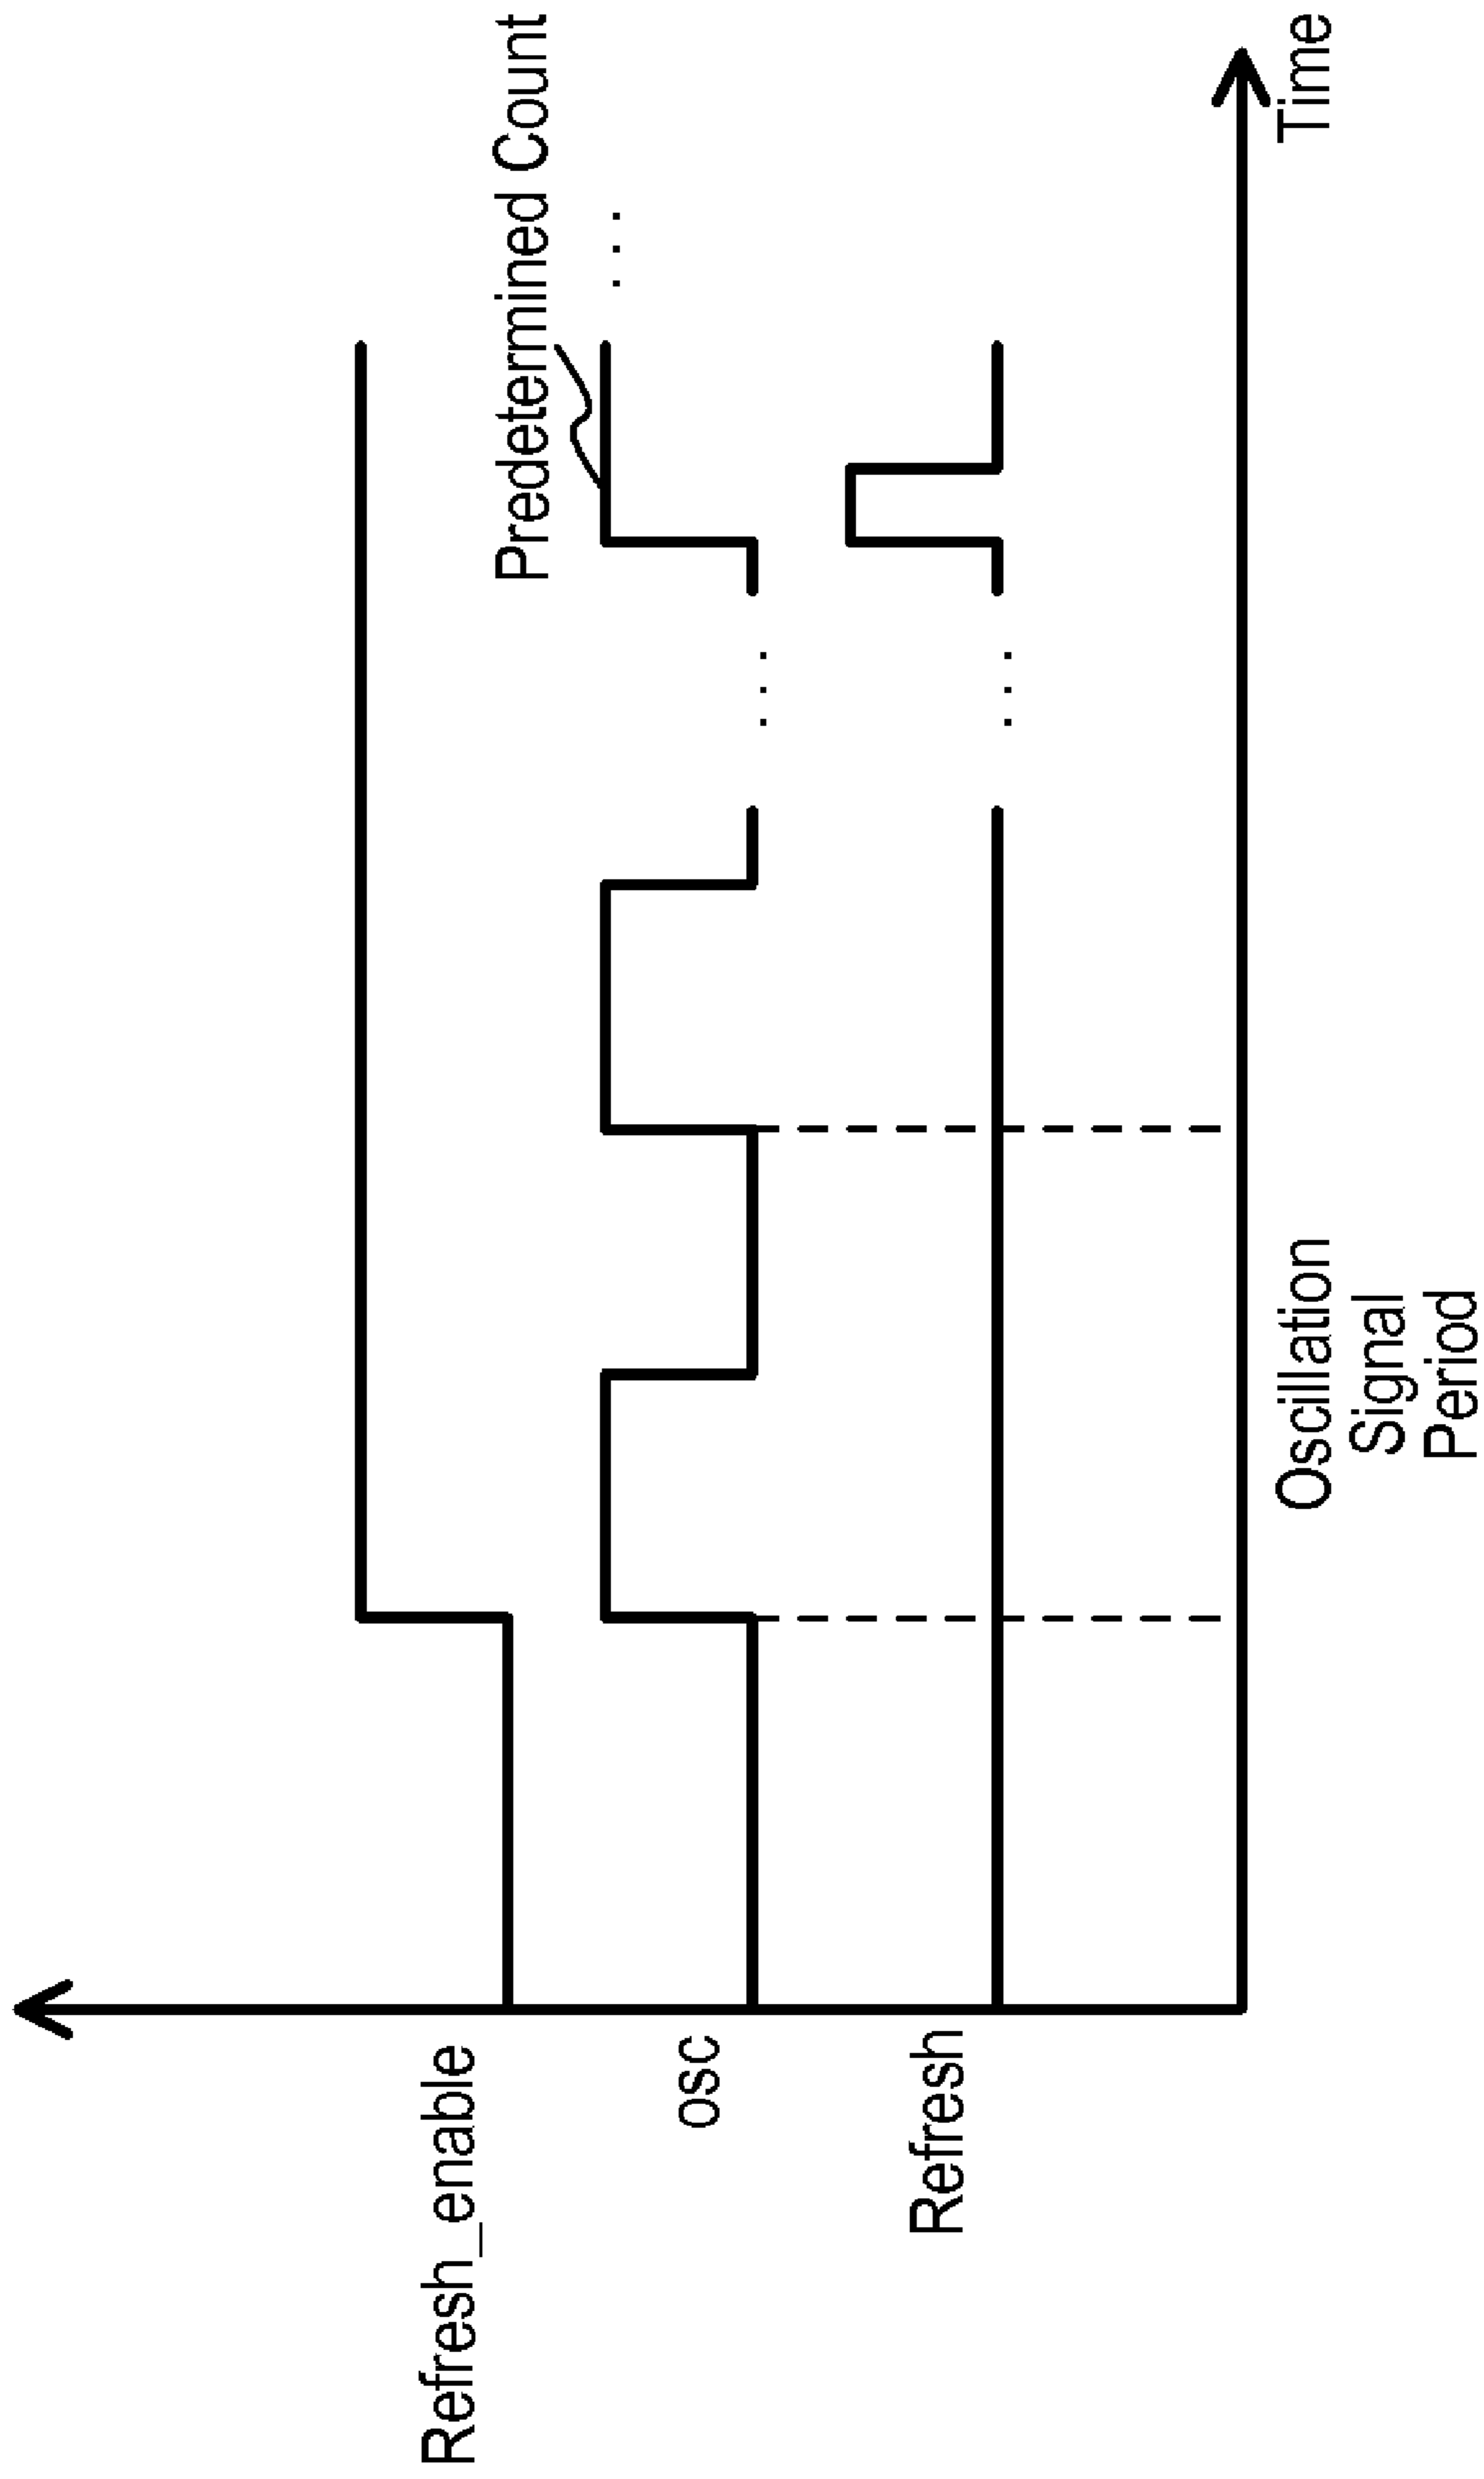 Predetermined Count
. . .
Refresh_enable
osc
. . .
Refresh
. . .
Oscillation
Signal
Period
Time